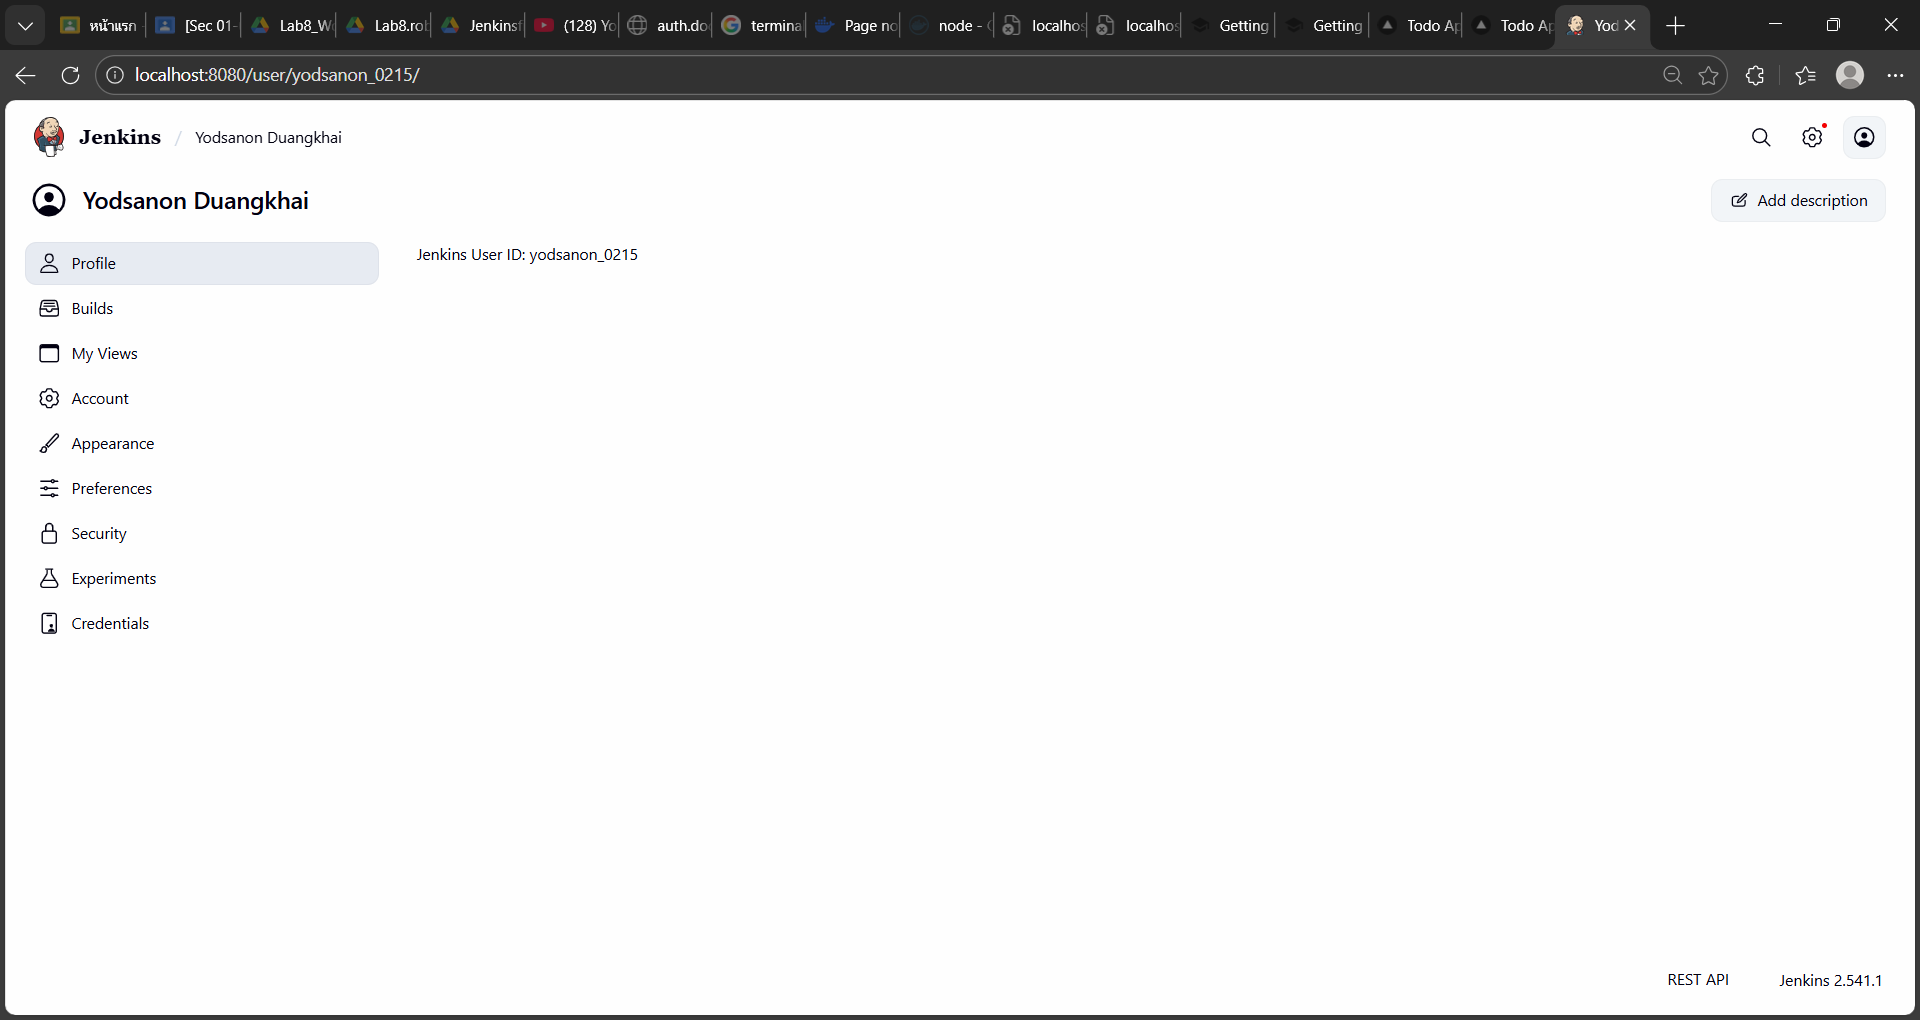 หน้าแรก
[Sec 01-
Lab8_W
Lab8.rob
Jenkinsf
(128) Yo
auth.do
termina
Page no
node -
localhos
localhos
Getting
Getting
Todo Ap
Todo Ap
Yod
localhost:8080/user/yodsanon_0215/
Jenkins / Yodsanon Duangkhai
Yodsanon Duangkhai
Add description
Profile
Jenkins User ID: yodsanon_0215
Builds
My Views
Account
Appearance
Preferences
Security
Experiments
Credentials
REST API
Jenkins 2.541.1